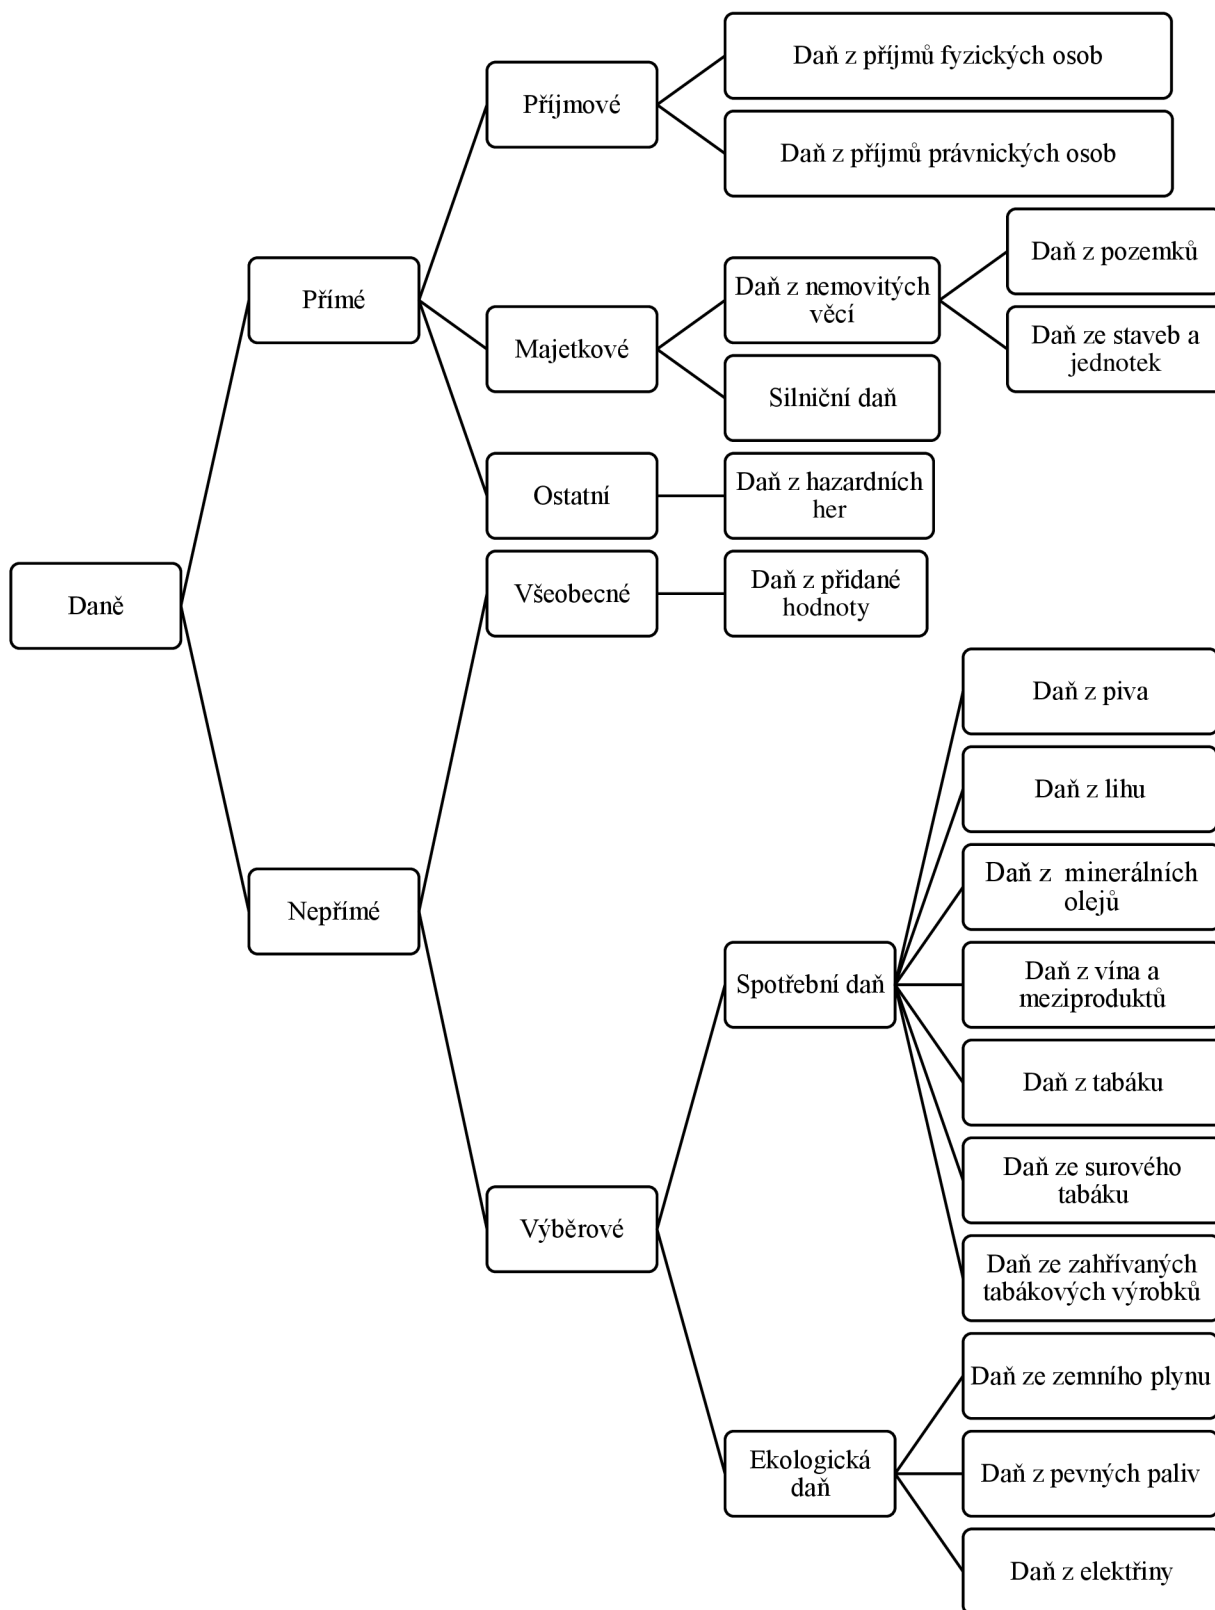 Daň z příjmů fyzických osob
Příjmové
Daň z příjmů právnických osob
Daň z pozemků
Přímé
Daň z nemovitých
věcí
Majetkové
Daň ze staveb a
jednotek
Silniční daň
Ostatní
Daň z hazardních
her
Daně
Všeobecné
Daň z přidané
hodnoty
Daň z piva
Daň z lihu
Daň z  minerálních
olejů
Nepřímé
Spotřební daň
Daň z vína a
meziproduktů
Daň z tabáku
Daň ze surového
tabáku
Výběrové
Daň ze zahřívaných
tabákových výrobků
Daň ze zemního plynu
Ekologická
daň
Daň z pevných paliv
Daň z elektřiny